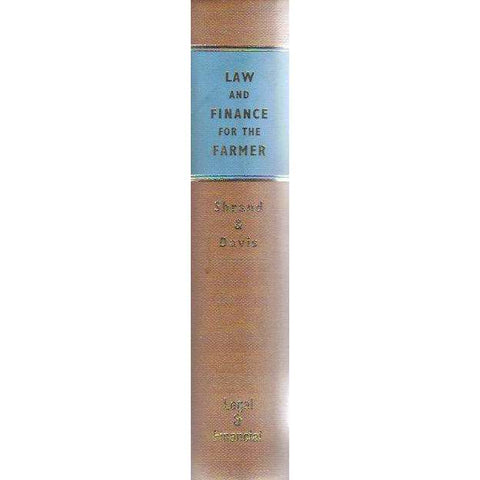 LAW
AND
FINANCE
FOR THE
FARMER
Shrand
&
Davis
Legal
&
Financial